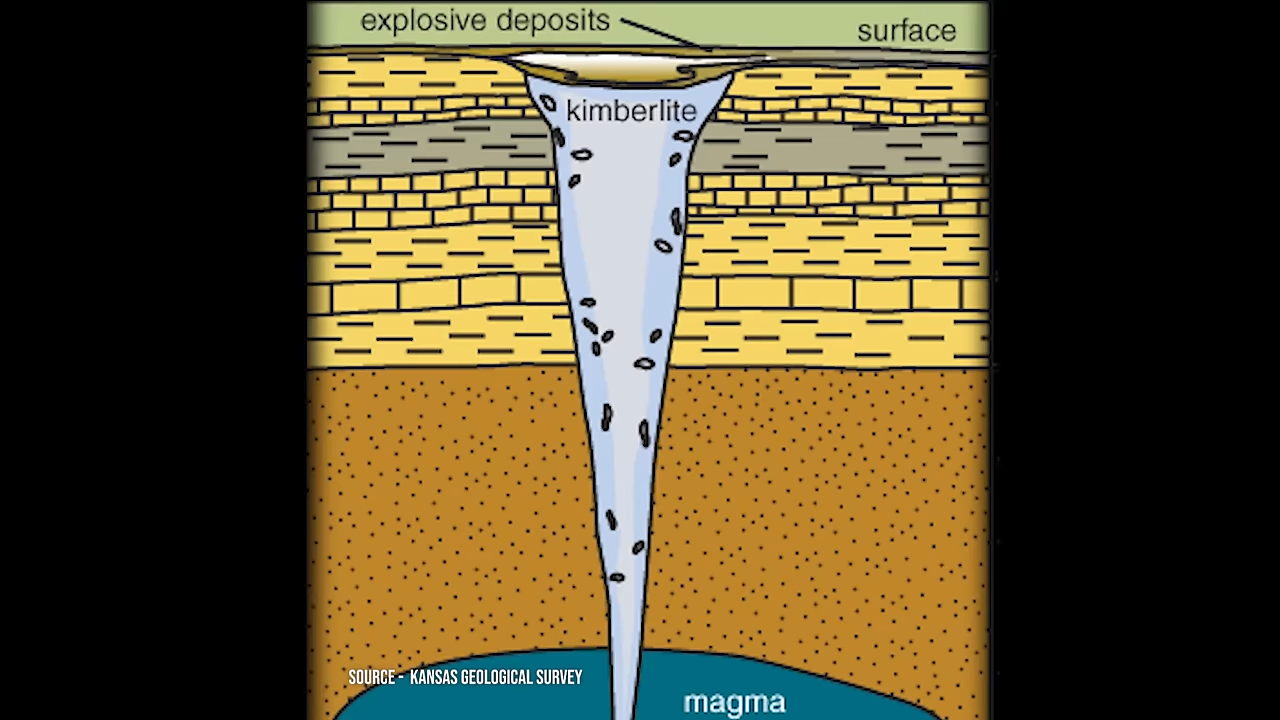 explosive deposits
surface
kimberlite
SOURCE - KANSAS GEOLOGICAL SURVEY
magma